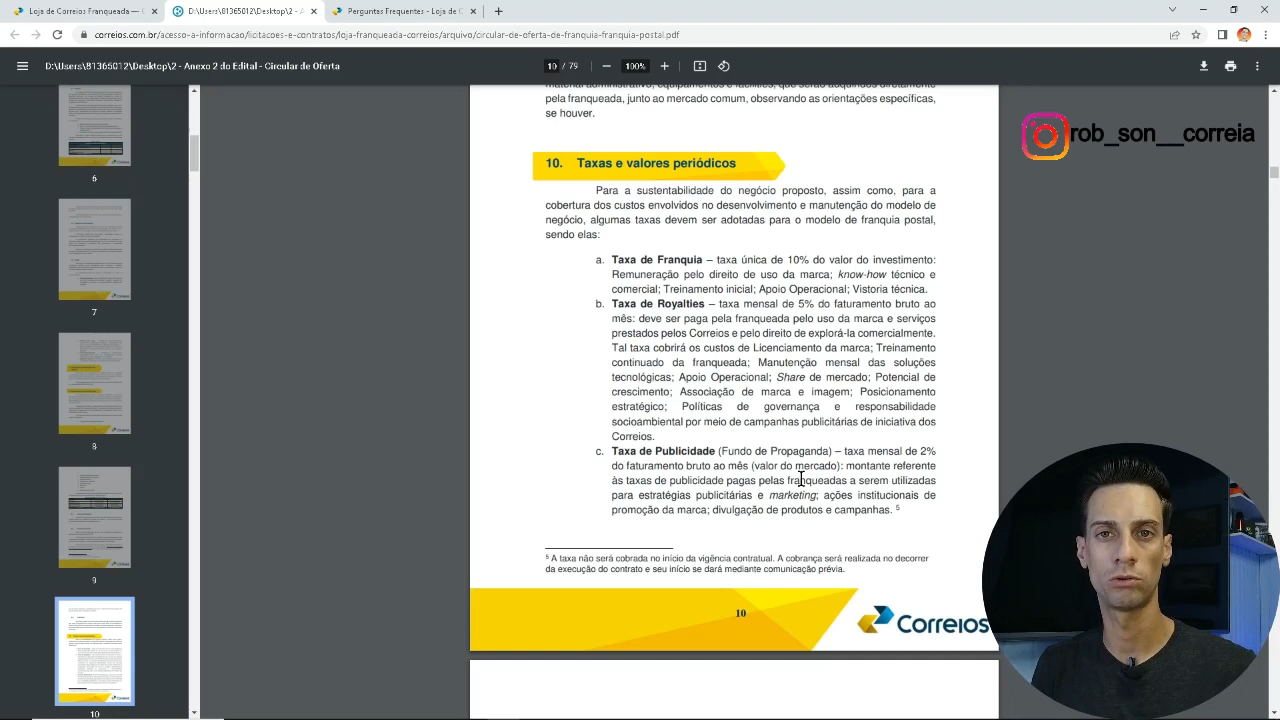 Loja de Correios Franqueada —
D:\Users\81365012\Desktop\2 - A
Perguntas Frequentes - Loja de C
correios.com.br/acesso-a-informacao/licitacoes-e-contratos/loja-franqueada-correios/arquivo/circular-de-oferta-de-franquia-franquia-postal.pdf
D:\Users\81365012\Desktop\2 - Anexo 2 do Edital - Circular de Oferta
10 / 79
100%
6
7
8
9
10
material administrativo, equipamentos e facilities, que serão adquiridos diretamente
pela franqueada, junto ao mercado comum, observando as orientações específicas,
se houver.
10. Taxas e valores periódicos
Para a sustentabilidade do negócio proposto, assim como, para a
cobertura dos custos envolvidos no desenvolvimento e manutenção do modelo de
negócio, algumas taxas devem ser adotadas para o modelo de franquia postal,
sendo elas:
a. Taxa de Franquia – taxa única de 10% do valor do investimento:
Remuneração pelo direito de uso da marca; know-how técnico e
comercial; Treinamento inicial; Apoio Operacional; Vistoria técnica.
b. Taxa de Royalties – taxa mensal de 5% do faturamento bruto ao
mês: deve ser paga pela franqueada pelo uso da marca e serviços
prestados pelos Correios e pelo direito de explorá-la comercialmente.
Tal taxa cobrirá os custos de Licenciamento da marca; Treinamento
continuado da franqueada; Manutenção mensal das soluções
tecnológicas; Apoio Operacional; Share de mercado; Potencial de
crescimento; Associação de marca e imagem; Posicionamento
estratégico; Políticas de governança e responsabilidade
socioambiental por meio de campanhas publicitárias de iniciativa dos
Correios.
c. Taxa de Publicidade (Fundo de Propaganda) – taxa mensal de 2%
do faturamento bruto ao mês (valor do mercado): montante referente
às taxas de publicidade pagas pelas franqueadas a serem utilizadas
para estratégias publicitárias e marketing; ações institucionais de
promoção da marca; divulgação de produtos e campanhas. 5
5 A taxa não será cobrada no início da vigência contratual. A cobrança será realizada no decorrer
da execução do contrato e seu início se dará mediante comunicação prévia.
10
Correios
rob_son__correia